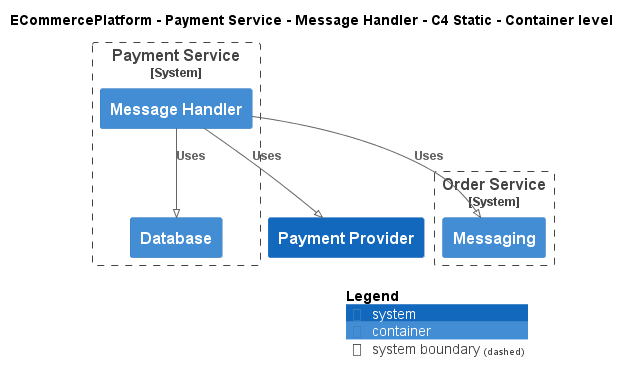 ECommercePlatform - Payment Service - Message Handler - C4 Static - Container level
Payment Service
[System]
Message Handler
Uses
Uses
Uses
Order Service
[System]
Database
Payment Provider
Messaging
Legend
system
container
system boundary (dashed)